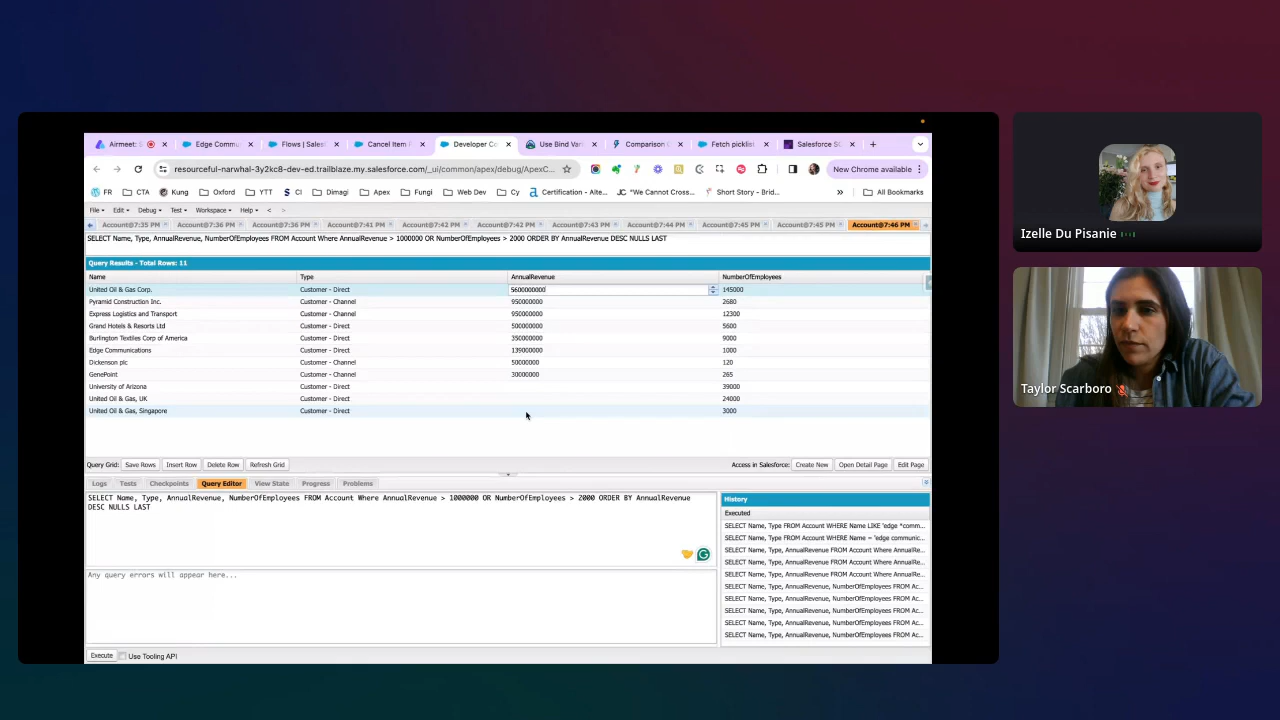 Airmeet: S
Edge Commu
Flows | Sales
Cancel Item F
Developer Co
Use Bind Vari
Comparison O
Fetch picklis
Salesforce SO
resourceful-narwhal-3y2kc8-dev-ed.trailblaze.my.salesforce.com/_ui/common/apex/debug/ApexC...
New Chrome available
FR
CTA
Kung
Oxford
YTT
CI
Dimagi
Apex
Fungi
Web Dev
Cy
Certification - Alte...
"We Cannot Cross...
Short Story - Brid...
All Bookmarks
File
Edit
Debug
Test
Workspace
Help
<
>
Account@7:35 PM
Account@7:36 PM
Account@7:36 PM
Account@7:41 PM
Account@7:42 PM
Account@7:42 PM
Account@7:43 PM
Account@7:44 PM
Account@7:45 PM
Account@7:45 PM
Account@7:46 PM
SELECT Name, Type, AnnualRevenue, NumberOfEmployees FROM Account Where AnnualRevenue > 1000000 OR NumberOfEmployees > 2000 ORDER BY AnnualRevenue DESC NULLS LAST
Query Results - Total Rows: 11
Name Type AnnualRevenue NumberOfEmployees
United Oil & Gas Corp. Customer - Direct 5600000000 145000
Pyramid Construction Inc. Customer - Channel 950000000 2680
Express Logistics and Transport Customer - Channel 950000000 12300
Grand Hotels & Resorts Ltd Customer - Direct 500000000 5600
Burlington Textiles Corp of America Customer - Direct 350000000 9000
Edge Communications Customer - Direct 139000000 1000
Dickenson plc Customer - Channel 50000000 120
GenePoint Customer - Channel 30000000 265
University of Arizona Customer - Direct 39000
United Oil & Gas, UK Customer - Direct 24000
United Oil & Gas, Singapore Customer - Direct 3000
Query Grid: Save Rows Insert Row Delete Row Refresh Grid
Access in Salesforce: Create New Open Detail Page Edit Page
Logs
Tests
Checkpoints
Query Editor
View State
Progress
Problems
SELECT Name, Type, AnnualRevenue, NumberOfEmployees FROM Account Where AnnualRevenue > 1000000 OR NumberOfEmployees > 2000 ORDER BY AnnualRevenue
DESC NULLS LAST
Any query errors will appear here...
Execute
Use Tooling API
History
Executed
SELECT Name, Type FROM Account WHERE Name LIKE 'edge *comm...
SELECT Name, Type FROM Account WHERE Name = 'edge communic...
SELECT Name, Type, AnnualRevenue FROM Account Where AnnualRe...
SELECT Name, Type, AnnualRevenue FROM Account Where AnnualRe...
SELECT Name, Type, AnnualRevenue FROM Account Where AnnualRe...
SELECT Name, Type, AnnualRevenue, NumberOfEmployees FROM Ac...
SELECT Name, Type, AnnualRevenue, NumberOfEmployees FROM Ac...
SELECT Name, Type, AnnualRevenue, NumberOfEmployees FROM Ac...
SELECT Name, Type, AnnualRevenue, NumberOfEmployees FROM Ac...
SELECT Name, Type, AnnualRevenue, NumberOfEmployees FROM Ac...
Izelle Du Pisanie
Taylor Scarboro